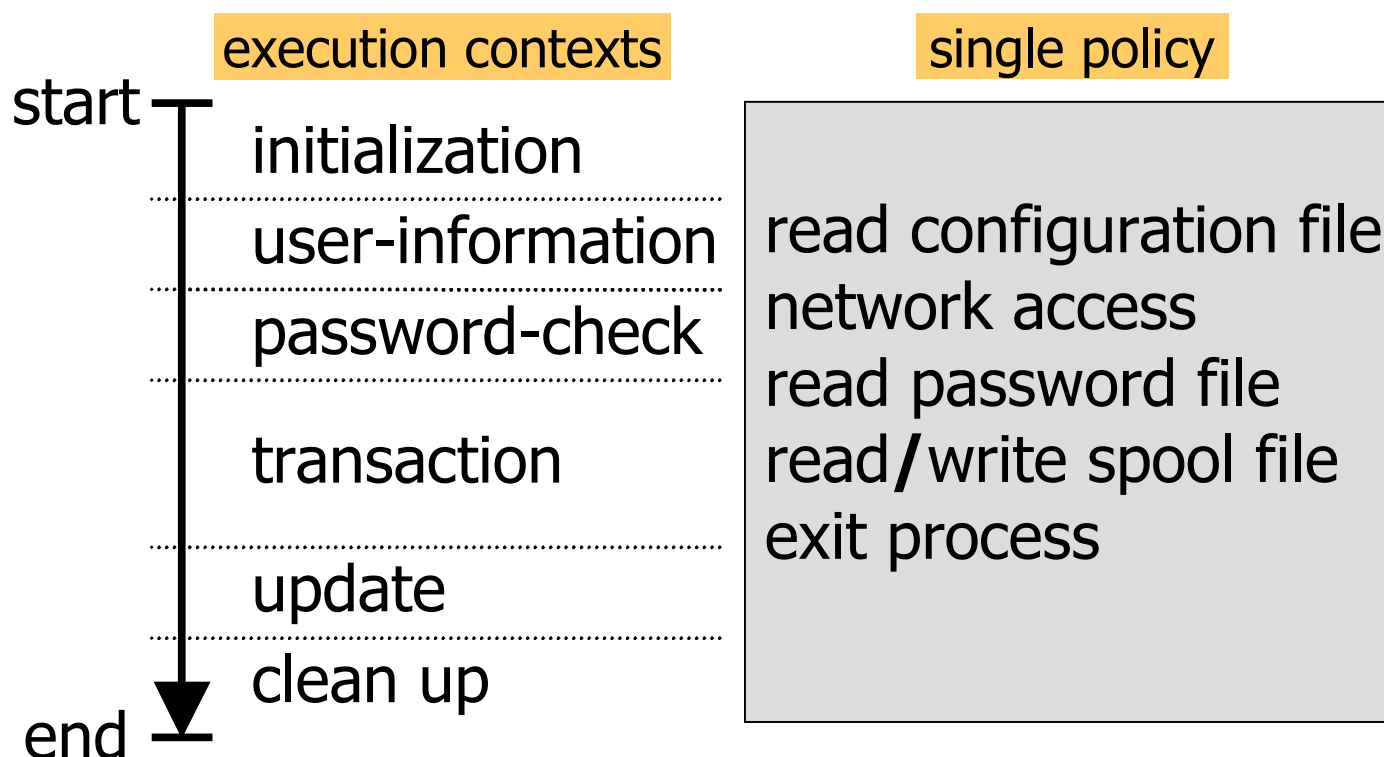 execution contexts
single policy
start
initialization
user-information
password-check
transaction
update
clean up
end
read configuration file
network access
read password file
read/write spool file
exit process